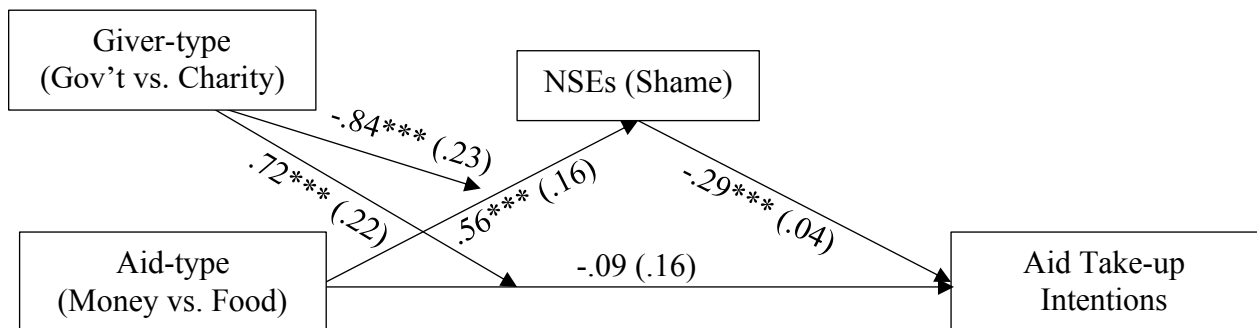 Giver-type
(Gov't vs. Charity)
NSEs (Shame)
-.84*** (.23)
.72*** (.22)
.56*** (.16)
-.29*** (.04)
Aid-type
(Money vs. Food)
-.09 (.16)
Aid Take-up
Intentions